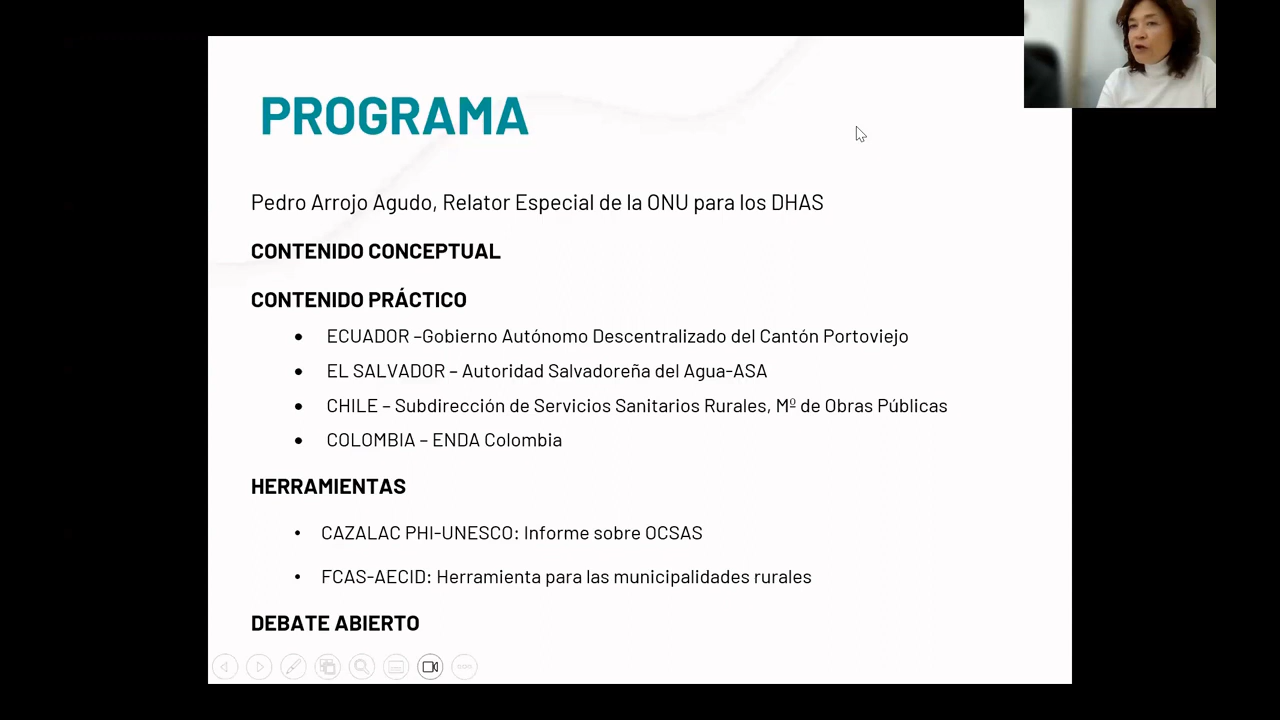 PROGRAMA
Pedro Arrojo Agudo, Relator Especial de la ONU para los DHAS
CONTENIDO CONCEPTUAL
CONTENIDO PRÁCTICO
• ECUADOR –Gobierno Autónomo Descentralizado del Cantón Portoviejo
• EL SALVADOR – Autoridad Salvadoreña del Agua-ASA
• CHILE – Subdirección de Servicios Sanitarios Rurales, Mº de Obras Públicas
• COLOMBIA – ENDA Colombia
HERRAMIENTAS
• CAZALAC PHI-UNESCO: Informe sobre OCSAS
• FCAS-AECID: Herramienta para las municipalidades rurales
DEBATE ABIERTO